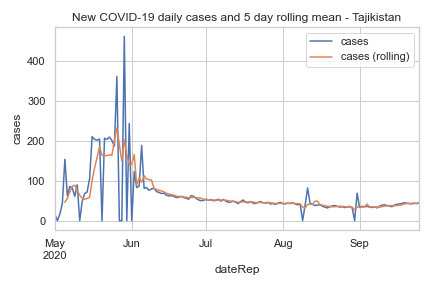 New COVID-19 daily cases and 5 day rolling mean - Tajikistan
cases
cases (rolling)
400
300
200
100
0
cases
May
2020
Jun
Jul
Aug
Sep
dateRep